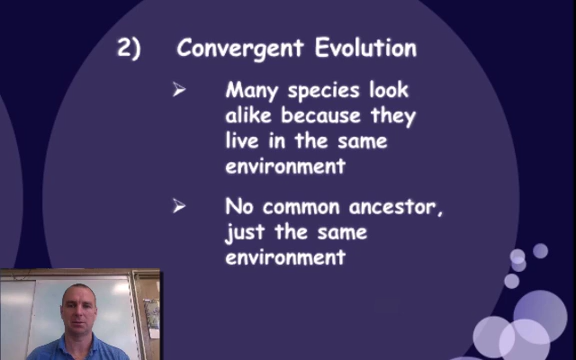 2) Convergent Evolution
➢ Many species look
alike because they
live in the same
environment
➢ No common ancestor,
just the same
environment